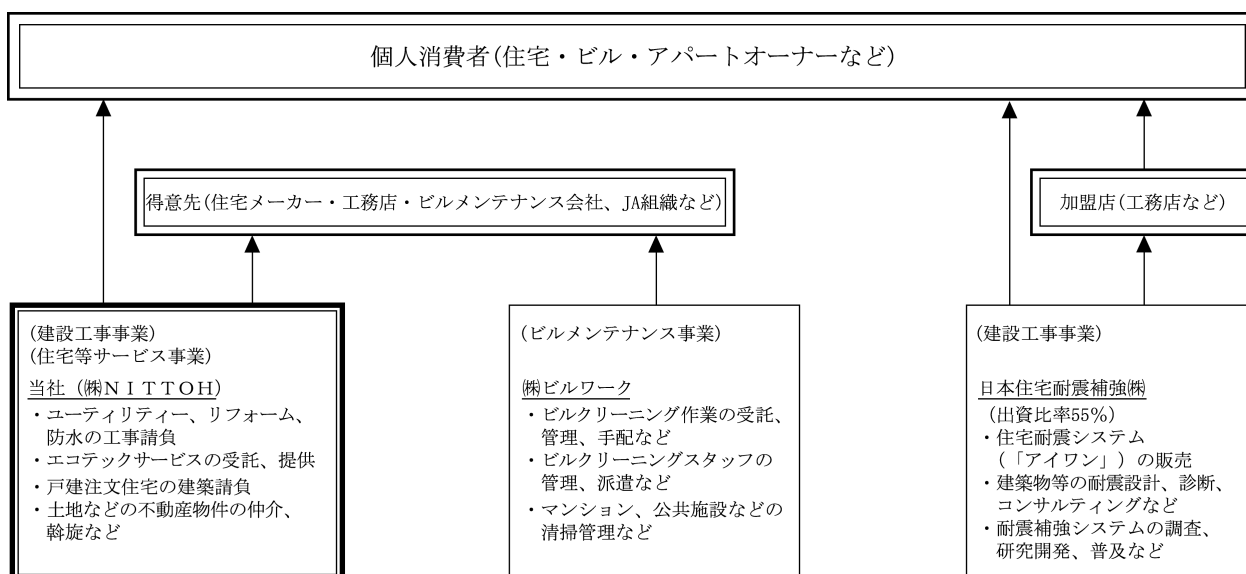 個人消費者(住宅・ビル・アパートオーナーなど)
得意先(住宅メーカー・工務店・ビルメンテナンス会社、JA組織など)
加盟店(工務店など)
(建設工事事業)
(住宅等サービス事業)
当社（㈱ＮＩＴＴＯＨ）
・ユーティリティー、リフォーム、
防水の工事請負
・エコテックサービスの受託、提供
・戸建注文住宅の建築請負
・土地などの不動産物件の仲介、
斡旋など
(ビルメンテナンス事業)
㈱ビルワーク
・ビルクリーニング作業の受託、
管理、手配など
・ビルクリーニングスタッフの
管理、派遣など
・マンション、公共施設などの
清掃管理など
(建設工事事業)
日本住宅耐震補強㈱
(出資比率55％)
・住宅耐震システム
(「アイワン」）の販売
・建築物等の耐震設計、診断、
コンサルティングなど
・耐震補強システムの調査、
研究開発、普及など